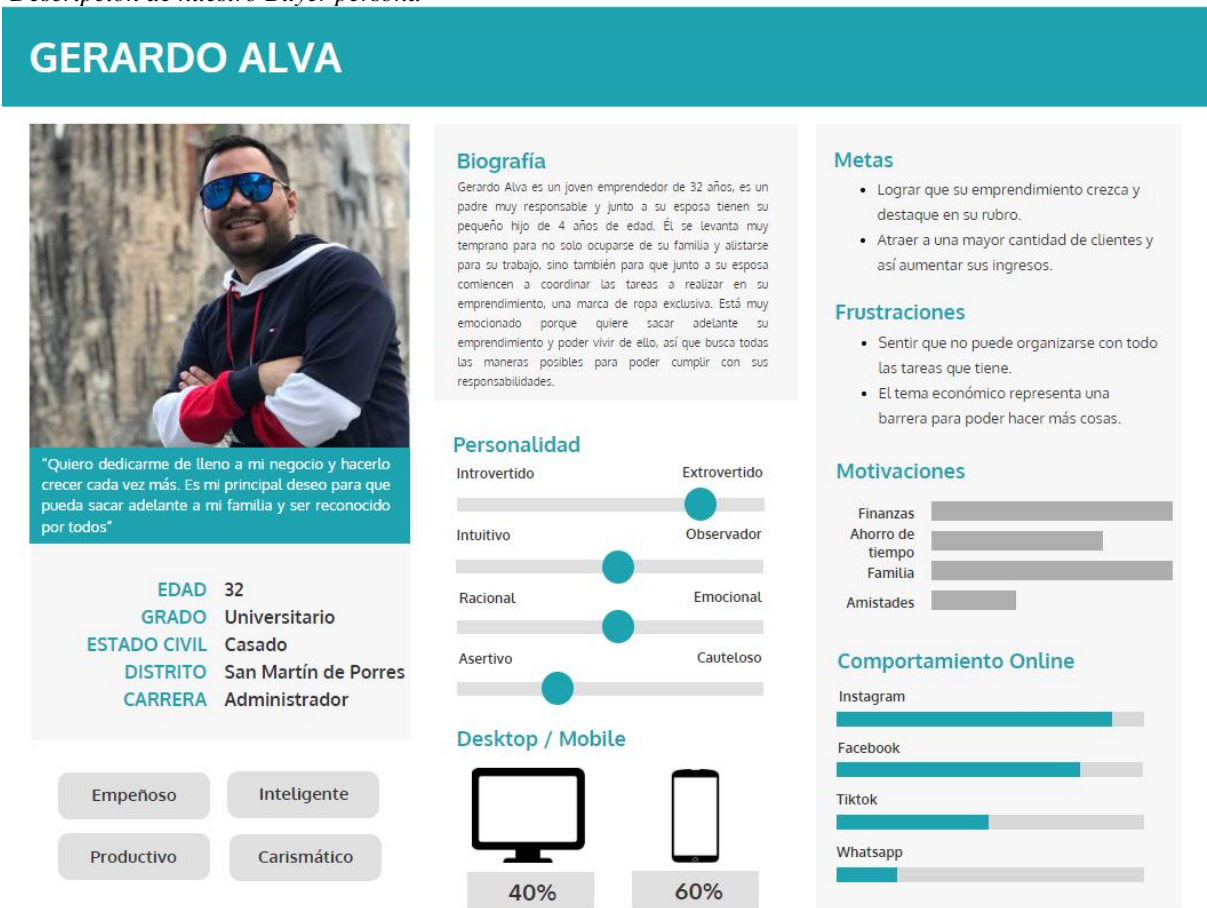 Descripción de nuestro Buyer persona
GERARDO ALVA
"Quiero dedicarme de lleno a mi negocio y hacerlo
crecer cada vez más. Es mi principal deseo para que
pueda sacar adelante a mi familia y ser reconocido
por todos"
EDAD 32
GRADO Universitario
ESTADO CIVIL Casado
DISTRITO San Martín de Porres
CARRERA Administrador
Empeñoso Inteligente
Productivo Carismático
Biografía
Gerardo Alva es un joven emprendedor de 32 años, es un
padre muy responsable y junto a su esposa tienen su
pequeño hijo de 4 años de edad. Él se levanta muy
temprano para no solo ocuparse de su familia y alistarse
para su trabajo, sino también para que junto a su esposa
comiencen a coordinar las tareas a realizar en su
emprendimiento, una marca de ropa exclusiva. Está muy
emocionado porque quiere sacar adelante su
emprendimiento y poder vivir de ello, así que busca todas
las maneras posibles para poder cumplir con sus
responsabilidades.
Personalidad
Introvertido Extrovertido
Intuitivo Observador
Racional Emocional
Asertivo Cauteloso
Desktop / Mobile
40% 60%
Metas
• Lograr que su emprendimiento crezca y
destaque en su rubro.
• Atraer a una mayor cantidad de clientes y
así aumentar sus ingresos.
Frustraciones
• Sentir que no puede organizarse con todo
las tareas que tiene.
• El tema económico representa una
barrera para poder hacer más cosas.
Motivaciones
Finanzas
Ahorro de
tiempo
Familia
Amistades
Comportamiento Online
Instagram
Facebook
Tiktok
Whatsapp